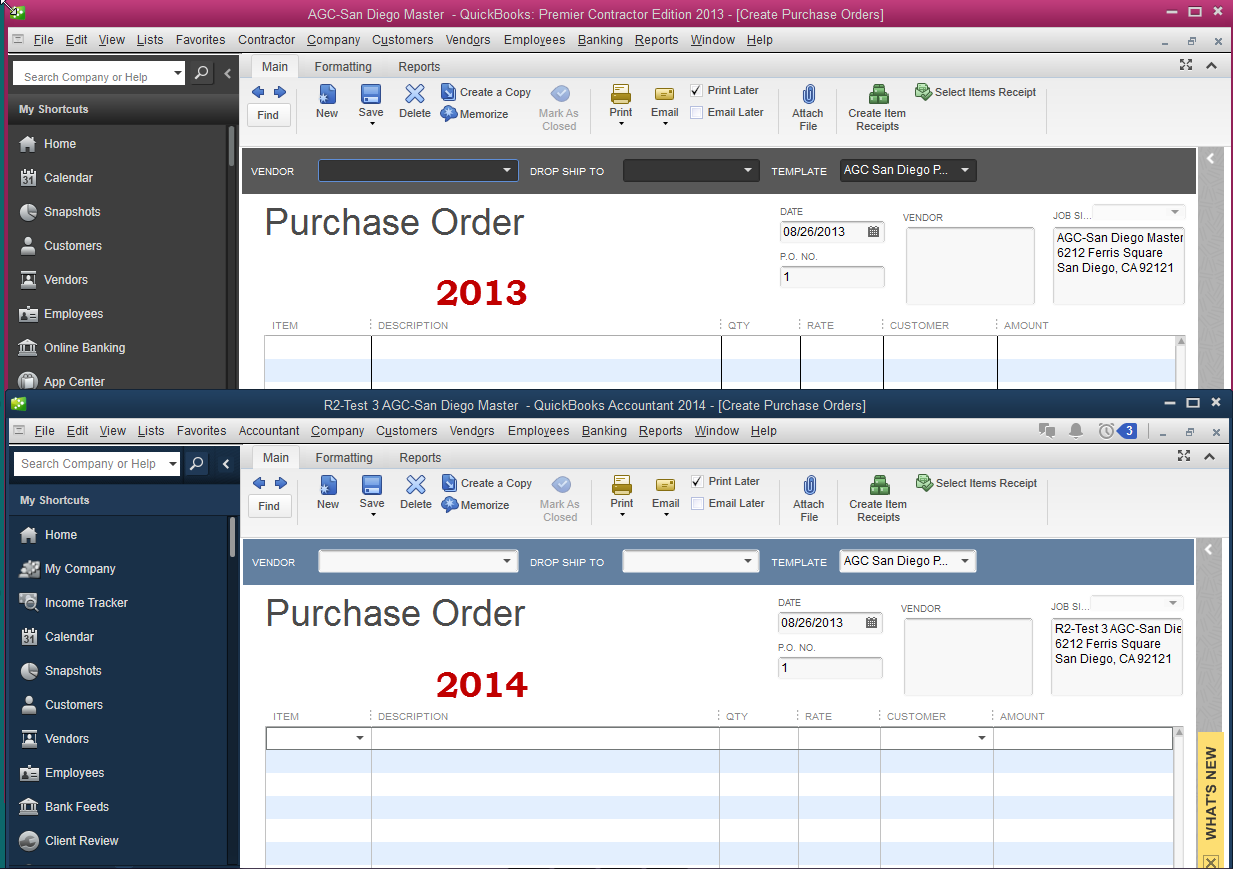 AGC-San Diego Master - QuickBooks: Premier Contractor Edition 2013 - [Create Purchase Orders]
File Edit View Lists Favorites Contractor Company Customers Vendors Employees Banking Reports Window Help
Search Company or Help
Main Formatting Reports
My Shortcuts
Home
Calendar
31
Snapshots
Customers
Vendors
Employees
Online Banking
App Center
Find
New
Save
Delete
Create a Copy
Memorize
Mark As
Closed
Print
Email
Print Later
Email Later
Attach
File
Create Item
Receipts
Select Items Receipt
VENDOR DROP SHIP TO TEMPLATE AGC San Diego P...
Purchase Order
2013
DATE
08/26/2013
P.O. NO.
1
VENDOR
JOB SI...
AGC-San Diego Master
6212 Ferris Square
San Diego, CA 92121
ITEM DESCRIPTION QTY RATE CUSTOMER AMOUNT
R2-Test 3 AGC-San Diego Master - QuickBooks Accountant 2014 - [Create Purchase Orders]
File Edit View Lists Favorites Accountant Company Customers Vendors Employees Banking Reports Window Help
3
Search Company or Help
Main Formatting Reports
My Shortcuts
Home
My Company
Income Tracker
Calendar
31
Snapshots
Customers
Vendors
Employees
Bank Feeds
Client Review
Find
New
Save
Delete
Create a Copy
Memorize
Mark As
Closed
Print
Email
Print Later
Email Later
Attach
File
Create Item
Receipts
Select Items Receipt
VENDOR DROP SHIP TO TEMPLATE AGC San Diego P...
Purchase Order
2014
DATE
08/26/2013
P.O. NO.
1
VENDOR
JOB SI...
R2-Test 3 AGC-San Die
6212 Ferris Square
San Diego, CA 92121
ITEM DESCRIPTION QTY RATE CUSTOMER AMOUNT
WHAT'S NEW